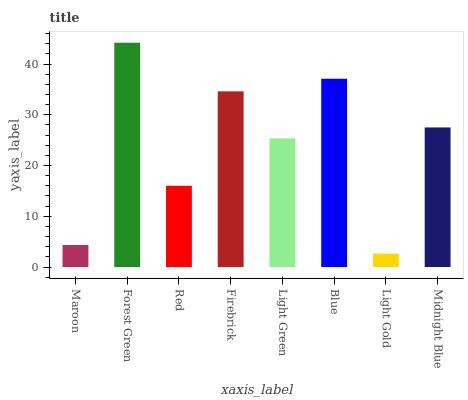 title
yaxis_label
40
30
20
10
0
Maroon
Forest Green
Red
Firebrick
Light Green
Blue
Light Gold
Midnight Blue
xaxis_label